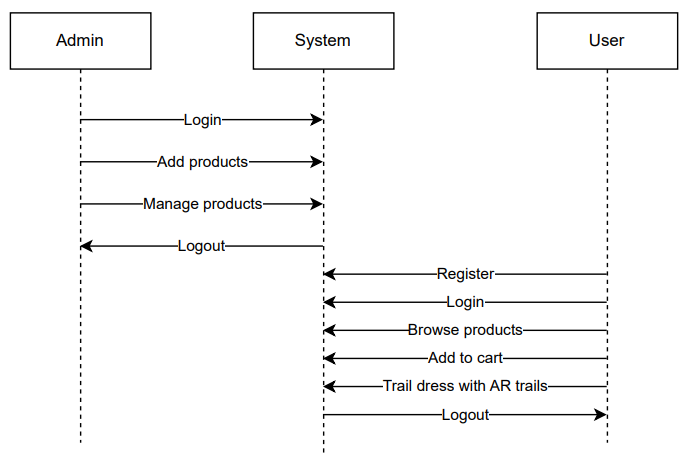 Admin
System
User
Login
Add products
Manage products
Logout
Register
Login
Browse products
Add to cart
Trail dress with AR trails
Logout